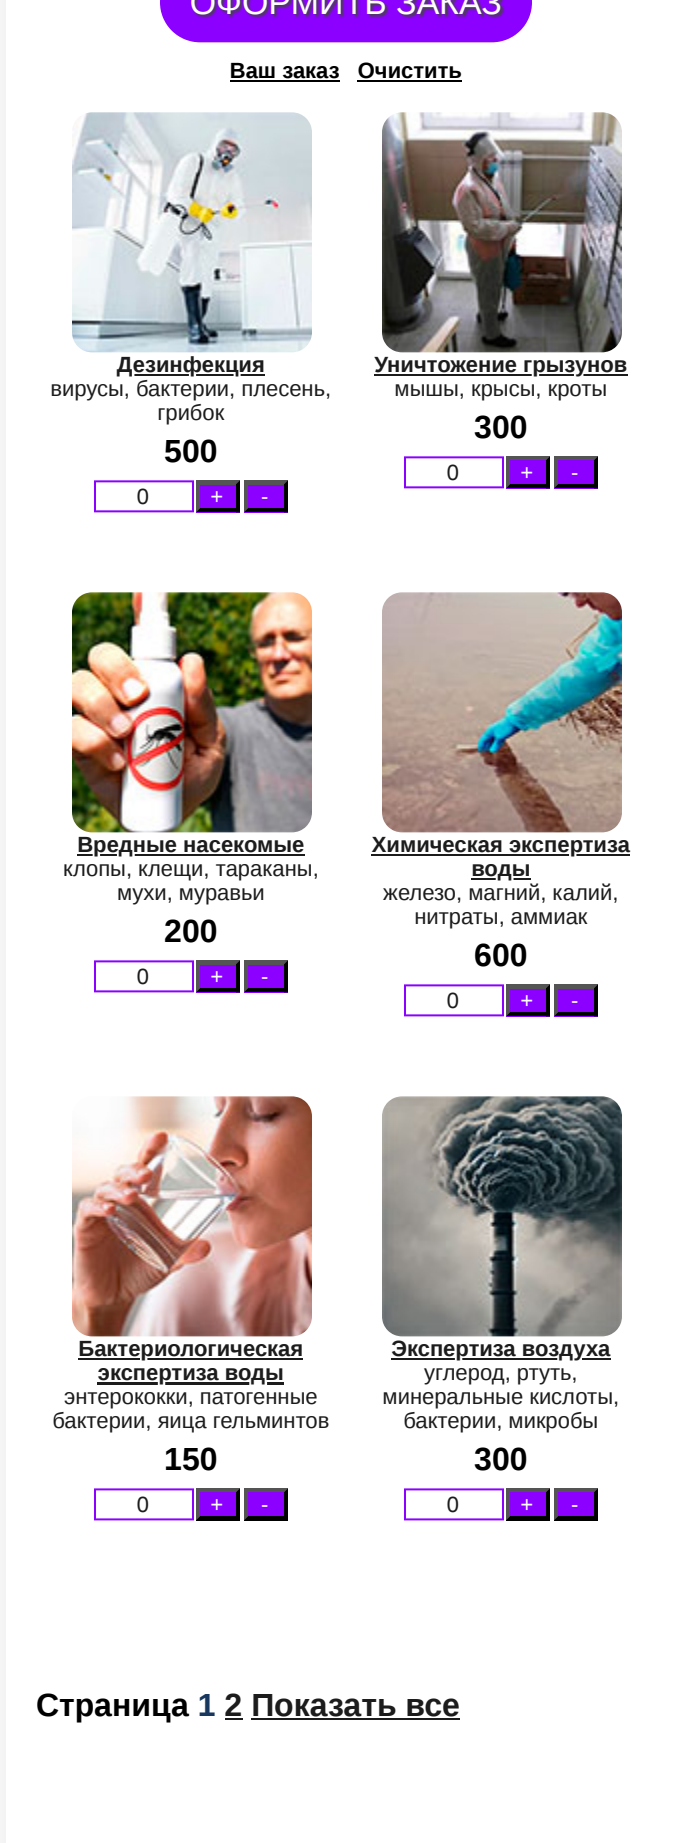 ОФОРМИТЬ ЗАКАЗ
Ваш заказ Очистить
Дезинфекция
вирусы, бактерии, плесень,
грибок
500
0 + -
Уничтожение грызунов
мышы, крысы, кроты
300
0 + -
Вредные насекомые
клопы, клещи, тараканы,
мухи, муравьи
200
0 + -
Химическая экспертиза
воды
железо, магний, калий,
нитраты, аммиак
600
0 + -
Бактериологическая
экспертиза воды
энтерококки, патогенные
бактерии, яица гельминтов
150
0 + -
Экспертиза воздуха
углерод, ртуть,
минеральные кислоты,
бактерии, микробы
300
0 + -
Страница 1 2 Показать все